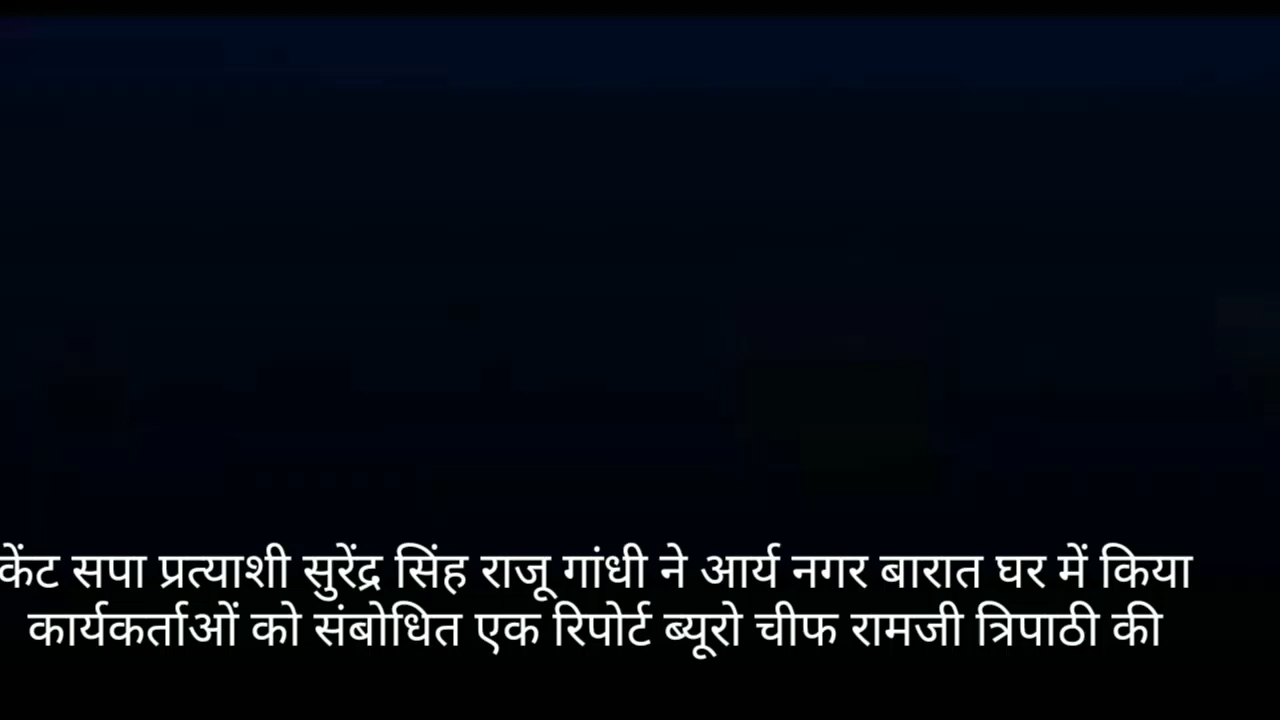 केंट सपा प्रत्याशी सुरेंद्र सिंह राजू गांधी ने आर्य नगर बारात घर में किया
कार्यकर्ताओं को संबोधित एक रिपोर्ट ब्यूरो चीफ रामजी त्रिपाठी की